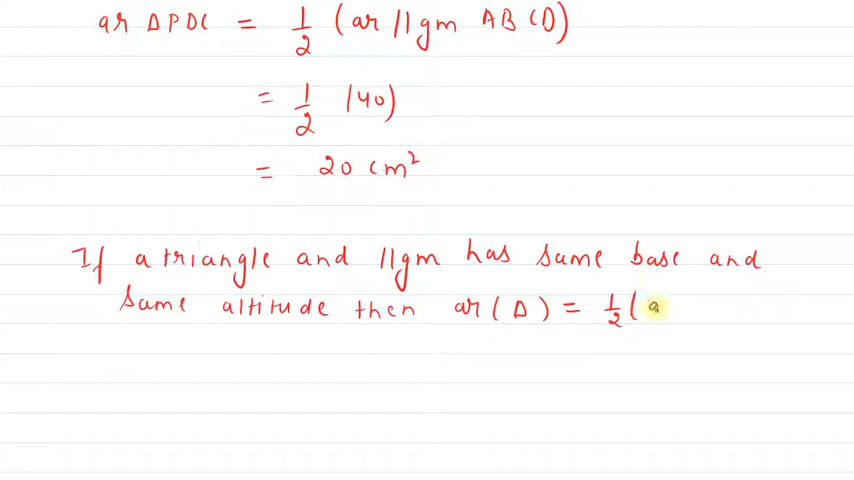 ar ΔPDC = 1/2 (ar //gm ABCD)
= 1/2 (40)
= 20 cm²
If a triangle and //gm has same base and
same altitude then ar(Δ) = 1/2(a